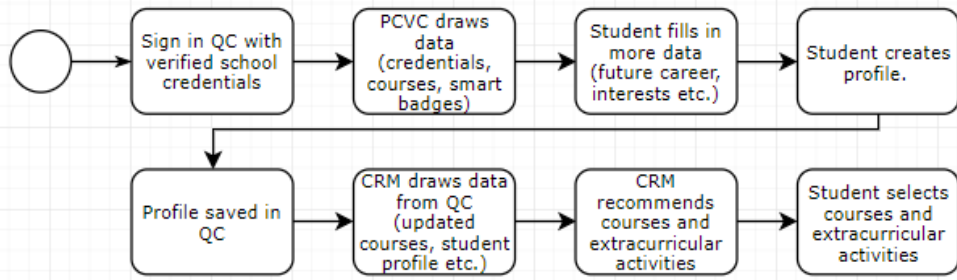 Sign in QC with
verified school
credentials
PCVC draws
data
(credentials,
courses, smart
badges)
Student fills in
more data
(future career,
interests etc.)
Student creates
profile.
Profile saved in
QC
CRM draws data
from QC
(updated
courses, student
profile etc.)
CRM
recommends
courses and
extracurricular
activities
Student selects
courses and
extracurricular
activities